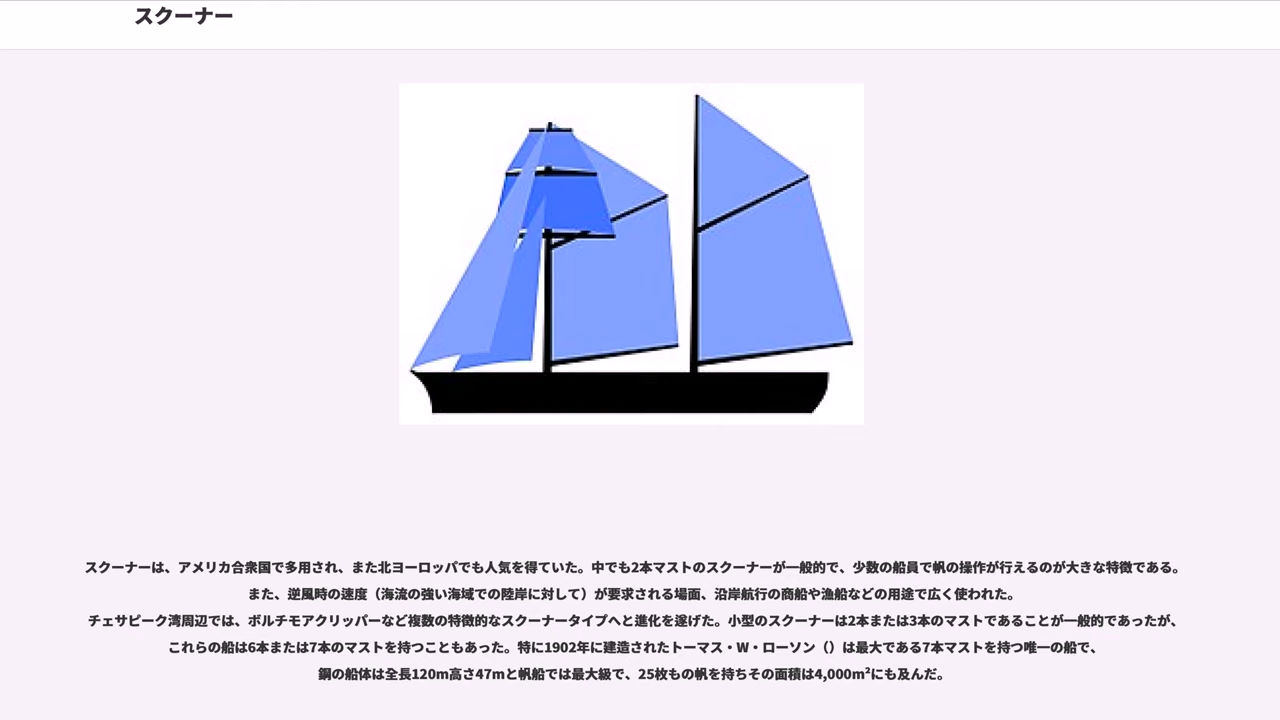 スクーナー
スクーナーは、アメリカ合衆国で多用され、また北ヨーロッパでも人気を得ていた。中でも2本マストのスクーナーが一般的で、少数の船員で帆の操作が行えるのが大きな特徴である。
また、逆風時の速度（海流の強い海域での陸岸に対して）が要求される場面、沿岸航行の商船や漁船などの用途で広く使われた。
チェサピーク湾周辺では、ボルチモアクリッパーなど複数の特徴的なスクーナータイプへと進化を遂げた。小型のスクーナーは2本または3本のマストであることが一般的であったが、
これらの船は6本または7本のマストを持つこともあった。特に1902年に建造されたトーマス・W・ローソン（）は最大である7本マストを持つ唯一の船で、
鋼の船体は全長120m高さ47mと帆船では最大級で、25枚もの帆を持ちその面積は4,000m²にも及んだ。